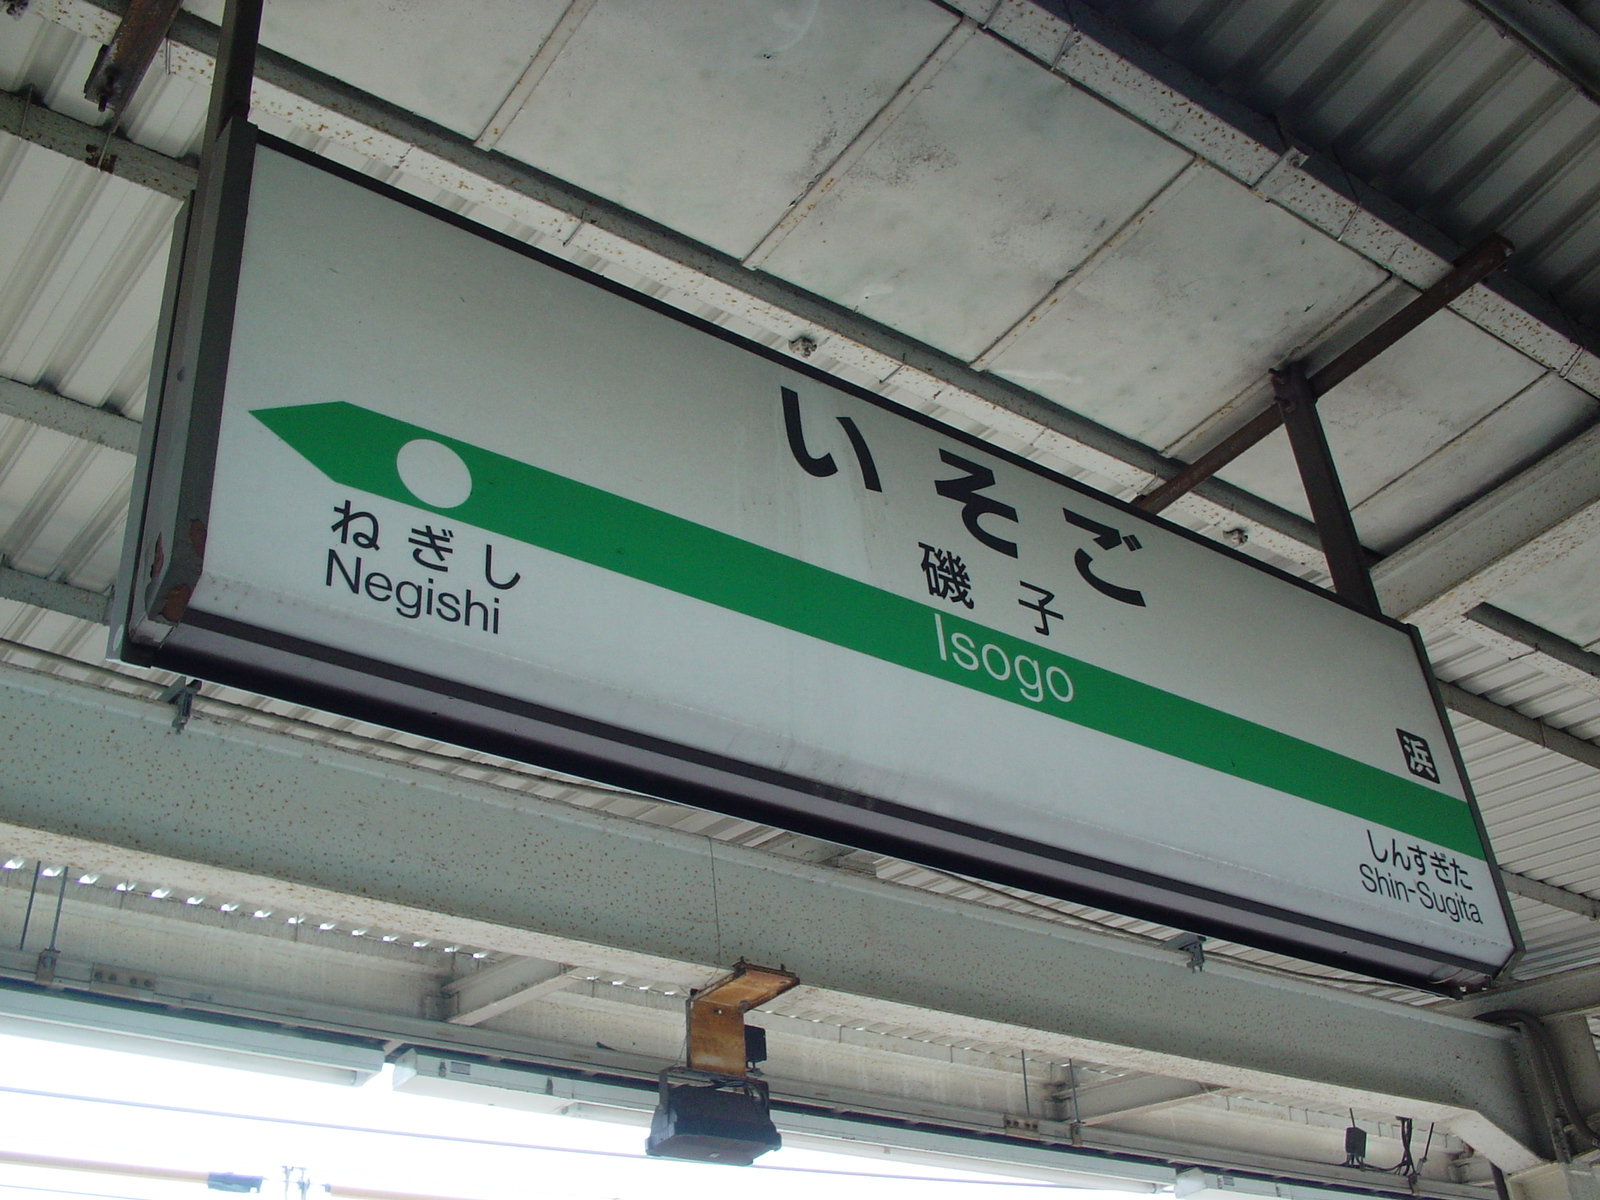 いそご
磯子
Isogo
ねぎし
Negishi
浜
しんすぎた
Shin-Sugita